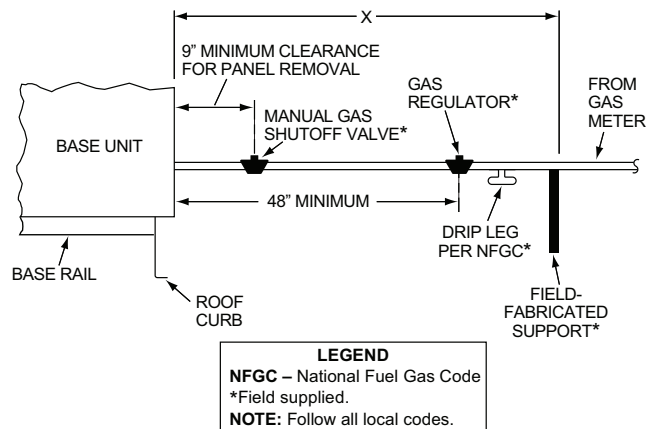 X
9” MINIMUM CLEARANCE
FOR PANEL REMOVAL
BASE UNIT
MANUAL GAS
SHUTOFF VALVE*
GAS
REGULATOR*
FROM
GAS
METER
48” MINIMUM
DRIP LEG
PER NFGC*
BASE RAIL
ROOF
CURB
FIELD-
FABRICATED
SUPPORT*
LEGEND
NFGC – National Fuel Gas Code
*Field supplied.
NOTE: Follow all local codes.